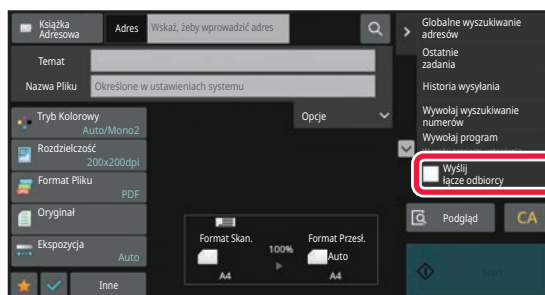 Książka
Adresowa
Adres
Wskaż, żeby wprowadzić adres
Temat
Nazwa Pliku
Określone w ustawieniach systemu
Tryb Kolorowy
Auto/Mono2
Rozdzielczość
200x200dpi
Format Pliku
PDF
Oryginał
Ekspozycja
Auto
Inne
Opcje
Format Skan.
100%
Format Przesł.
Auto
A4
A4
Globalne wyszukiwanie
adresów
Ostatnie
zadania
Historia wysyłania
Wywołaj wyszukiwanie
numerów
Wywołaj program
Wyślij
łącze odbiorcy
Podgląd
CA
Start